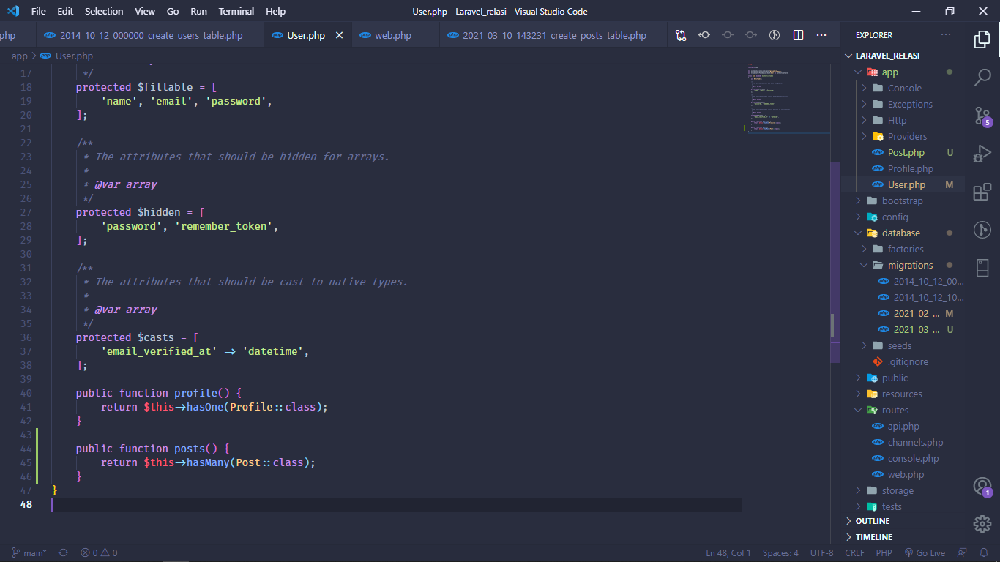 File Edit Selection View Go Run Terminal Help
User.php - Laravel_relasi - Visual Studio Code
php
2014_10_12_000000_create_users_table.php
User.php
web.php
2021_03_10_143231_create_posts_table.php
app > User.php
17 */
18 protected $fillable = [
19 'name', 'email', 'password',
20 ];
21
22 /**
23 * The attributes that should be hidden for arrays.
24 *
25 * @var array
26 */
27 protected $hidden = [
28 'password', 'remember_token',
29 ];
30
31 /**
32 * The attributes that should be cast to native types.
33 *
34 * @var array
35 */
36 protected $casts = [
37 'email_verified_at' => 'datetime',
38 ];
39
40 public function profile() {
41 return $this->hasOne(Profile::class);
42 }
43
44 public function posts() {
45 return $this->hasMany(Post::class);
46 }
47 }
48
EXPLORER
LARAVEL_RELASI
app
Console
Exceptions
Http
Providers
Post.php U
Profile.php
User.php M
bootstrap
config
database
factories
migrations
2014_10_12_00...
2014_10_12_10...
2021_02_... M
2021_03_... U
seeds
.gitignore
public
resources
routes
api.php
channels.php
console.php
web.php
storage
tests
OUTLINE
TIMELINE
5
1
main* 0 0
Ln 48, Col 1 Spaces: 4 UTF-8 CRLF PHP Go Live